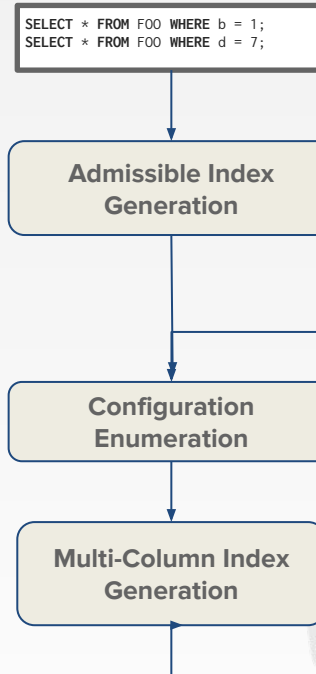 SELECT * FROM FOO WHERE b = 1;
SELECT * FROM FOO WHERE d = 7;
Admissible Index
Generation
Configuration
Enumeration
Multi-Column Index
Generation